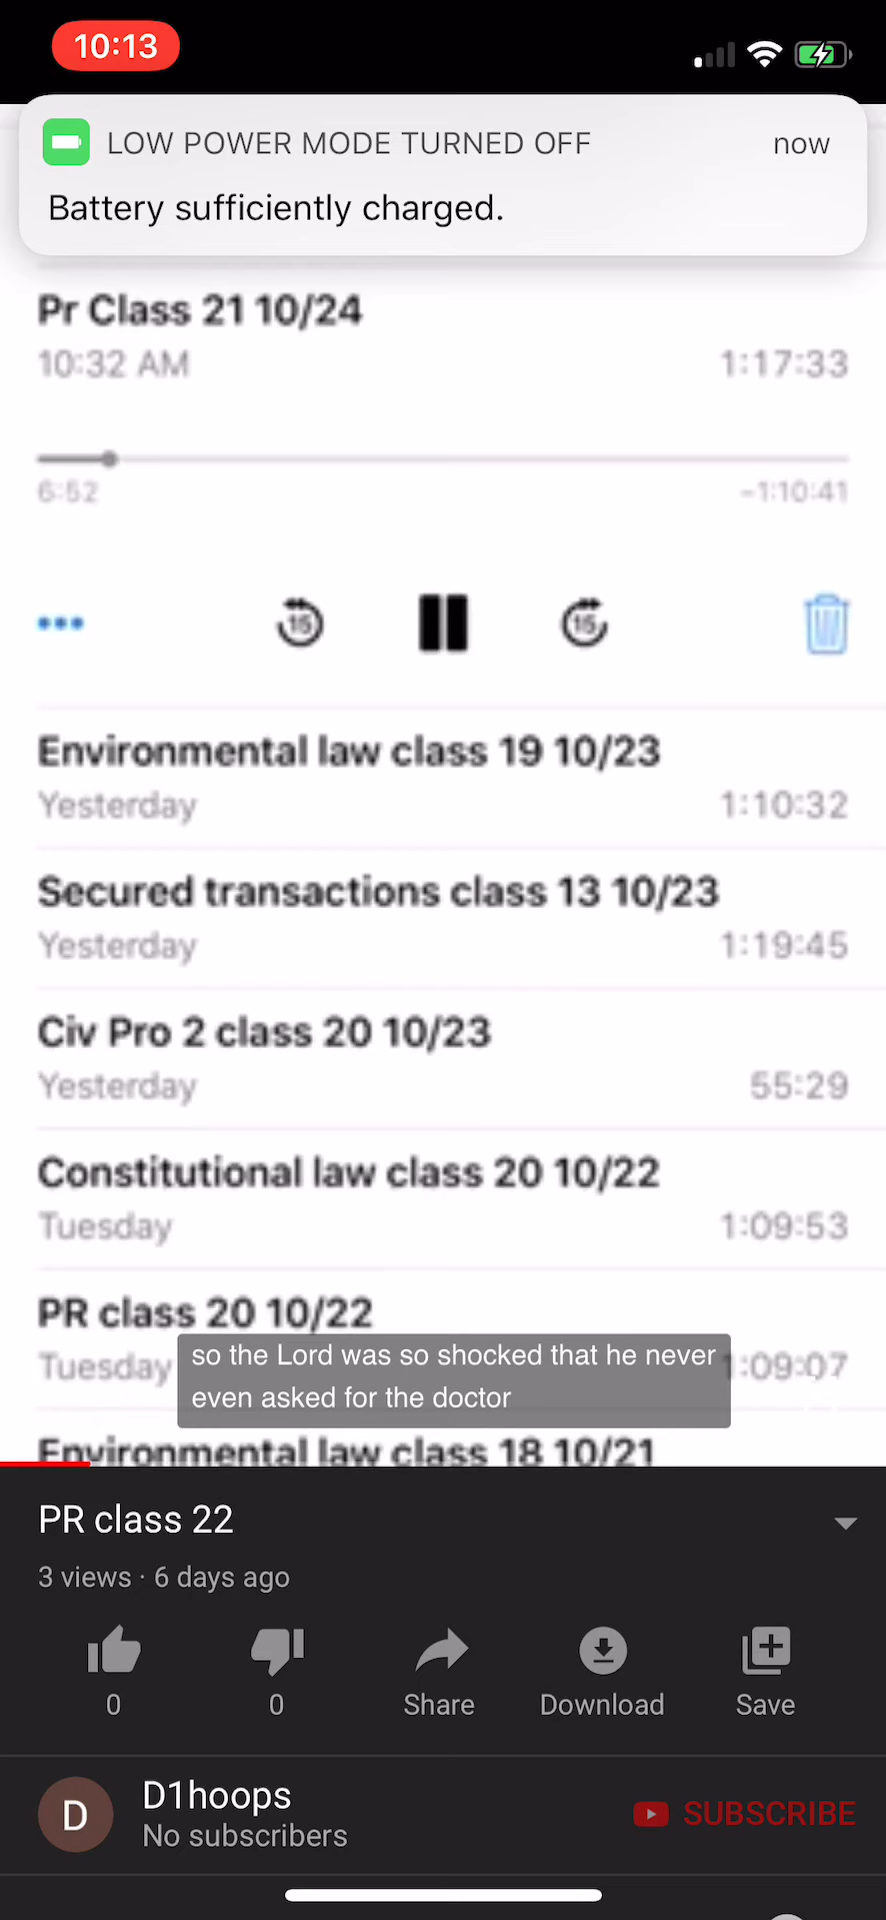 10:13
LOW POWER MODE TURNED OFF now
Battery sufficiently charged.
Pr Class 21 10/24
10:32 AM 1:17:33
6:52 -1:10:41
15 15
Environmental law class 19 10/23
Yesterday 1:10:32
Secured transactions class 13 10/23
Yesterday 1:19:45
Civ Pro 2 class 20 10/23
Yesterday 55:29
Constitutional law class 20 10/22
Tuesday 1:09:53
PR class 20 10/22
Tuesday 1:09:07
so the Lord was so shocked that he never
even asked for the doctor
Environmental law class 18 10/21
PR class 22
3 views · 6 days ago
0 0 Share Download Save
D D1hoops
No subscribers
SUBSCRIBE